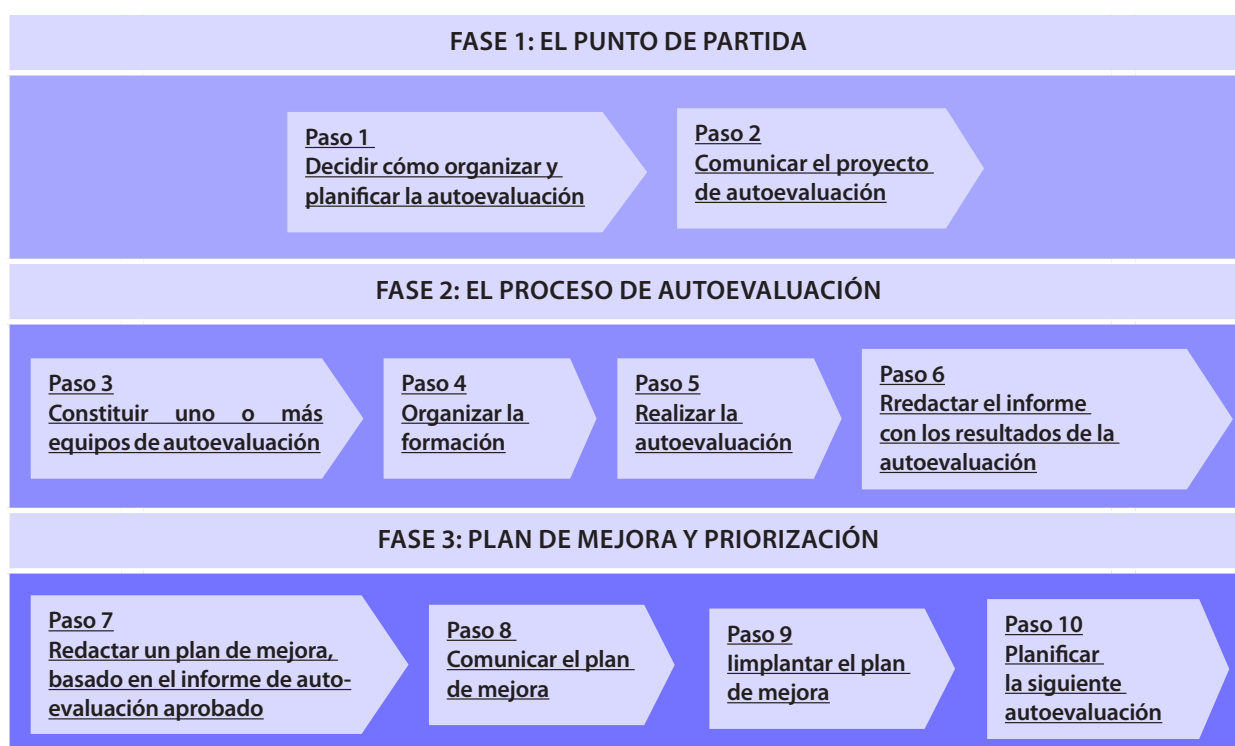 FASE 1: EL PUNTO DE PARTIDA
Paso 1
Decidir cómo organizar y
planificar la autoevaluación
Paso 2
Comunicar el proyecto
de autoevaluación
FASE 2: EL PROCESO DE AUTOEVALUACIÓN
Paso 3
Constituir uno o más
equipos de autoevaluación
Paso 4
Organizar la
formación
Paso 5
Realizar la
autoevaluación
Paso 6
Rredactar el informe
con los resultados de la
autoevaluación
FASE 3: PLAN DE MEJORA Y PRIORIZACIÓN
Paso 7
Redactar un plan de mejora,
basado en el informe de auto-
evaluación aprobado
Paso 8
Comunicar el plan
de mejora
Paso 9
Iimplantar el plan
de mejora
Paso 10
Planificar
la siguiente
autoevaluación